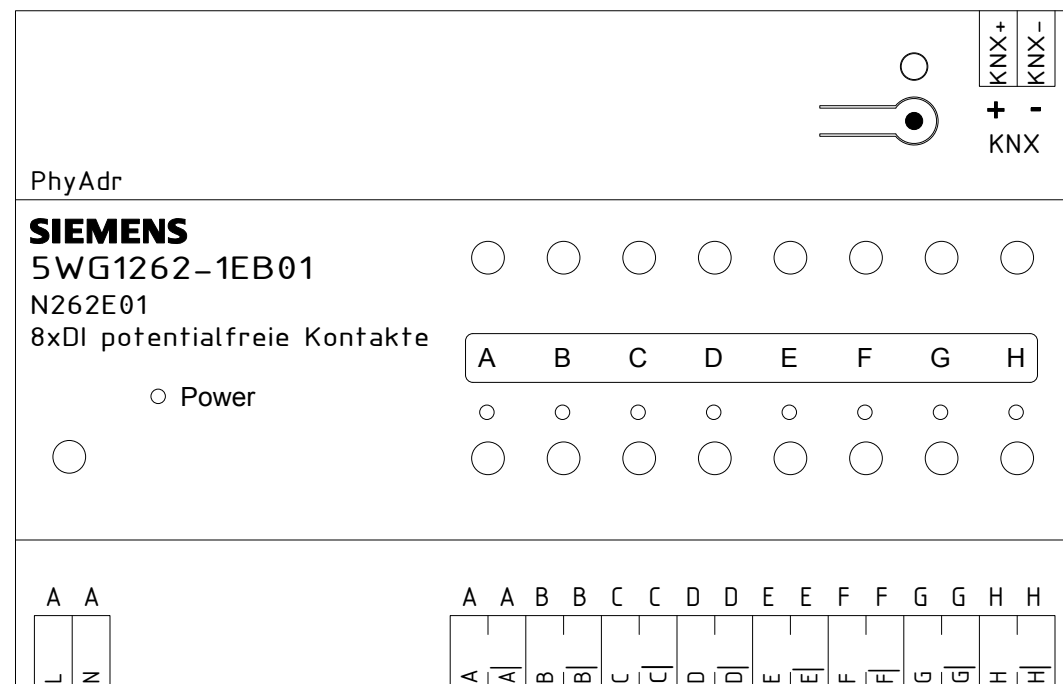 KNX+ KNX-
+ -
KNX
PhyAdr
SIEMENS
5WG1262-1EB01
N262E01
8xDI potentialfreie Kontakte
A B C D E F G H
Power
A A A A B B C C D D E E F F G G H H
L N A A B B C C D D E E F F G G H H